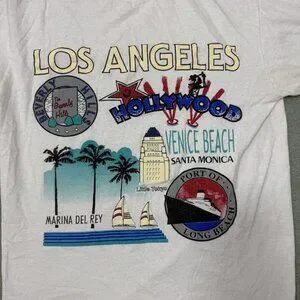 LOS ANGELES
BEVERLY HILLS
HOLLYWOOD
VENICE BEACH
SANTA MONICA
Little Tokyo
MARINA DEL REY
PORT OF
LONG BEACH